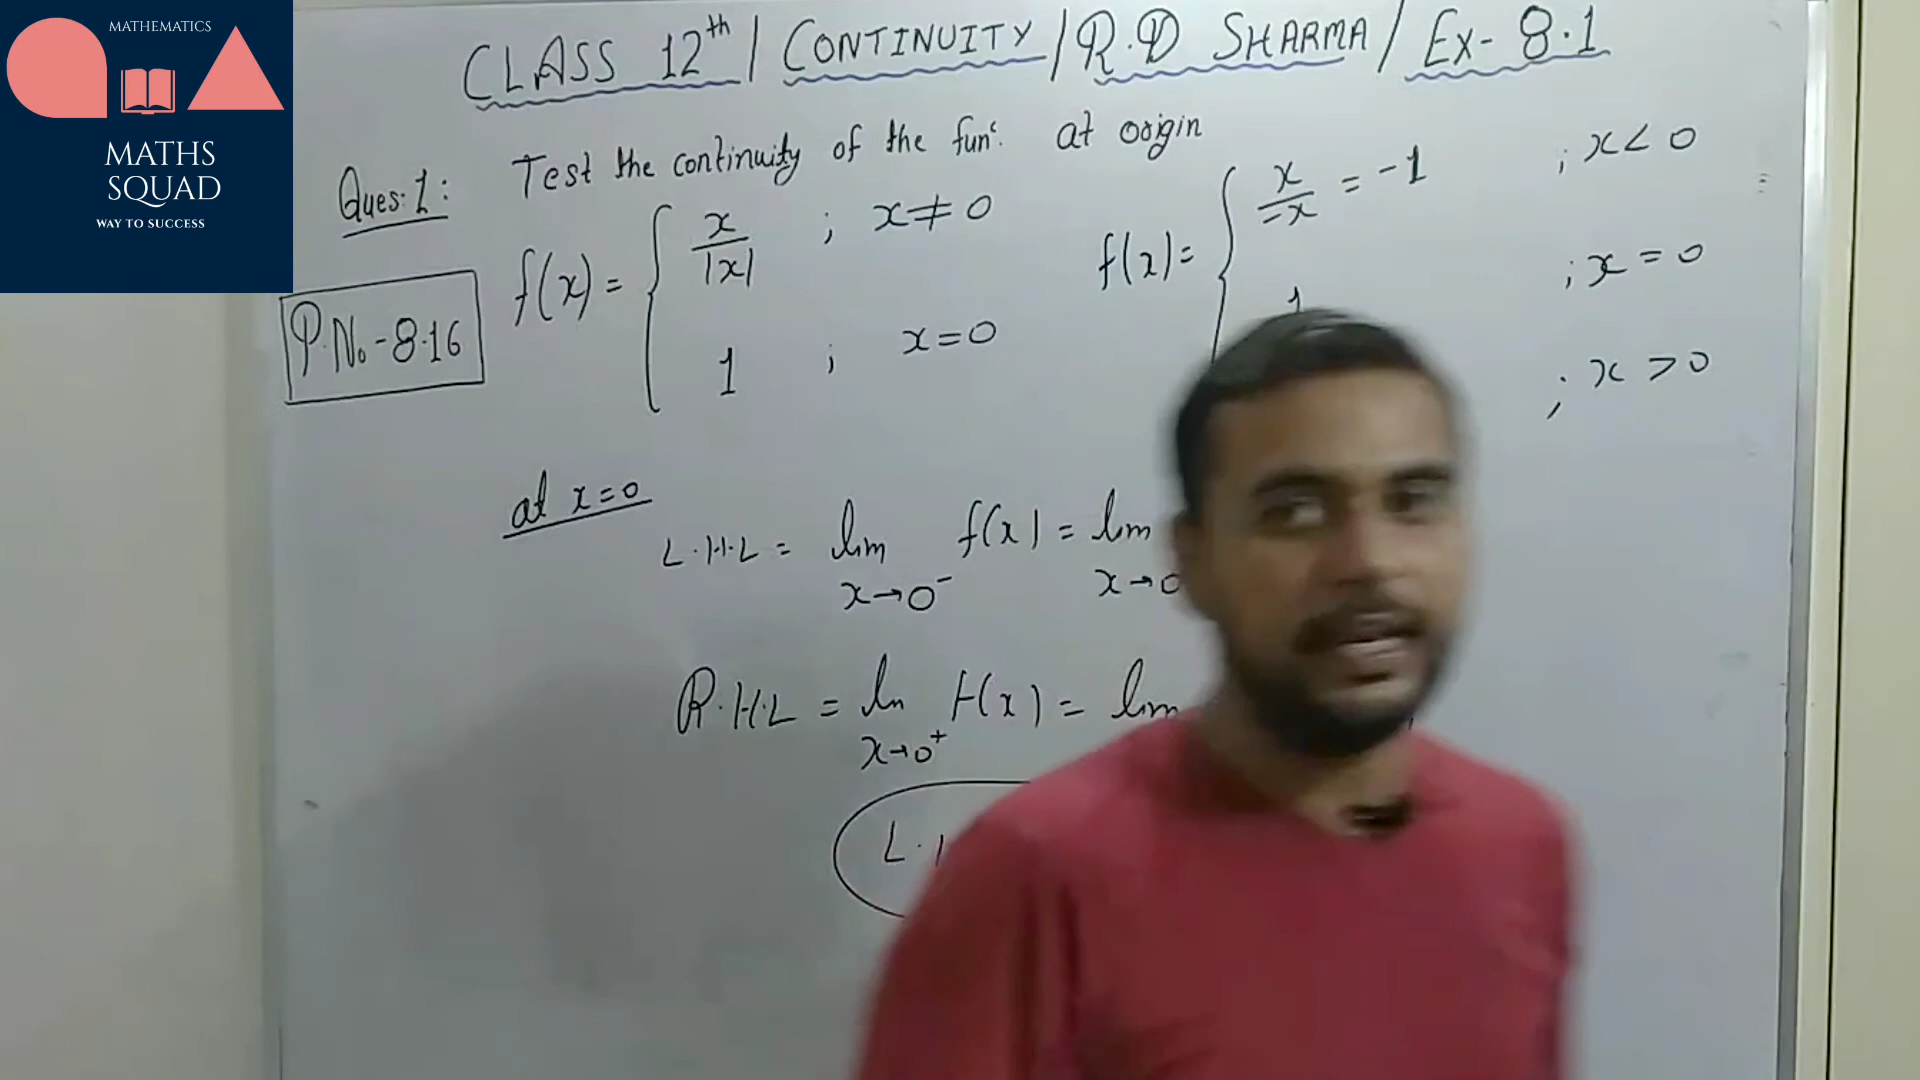 MATHEMATICS
MATHS
SQUAD
WAY TO SUCCESS
CLASS 12th / CONTINUITY / R.D SHARMA / Ex- 8.1
Ques.1: Test the continuity of the funᶜ. at origin
f(x) = { x/|x| ; x ≠ 0
1 ; x = 0
P.No-8.16
f(x) = { x/-x = -1 ; x < 0
1 ; x = 0
; x > 0
at x = 0
L.H.L = lim x→0⁻ f(x) = lim x→0
R.H.L = ln x→0⁺ f(x) = lim
L.